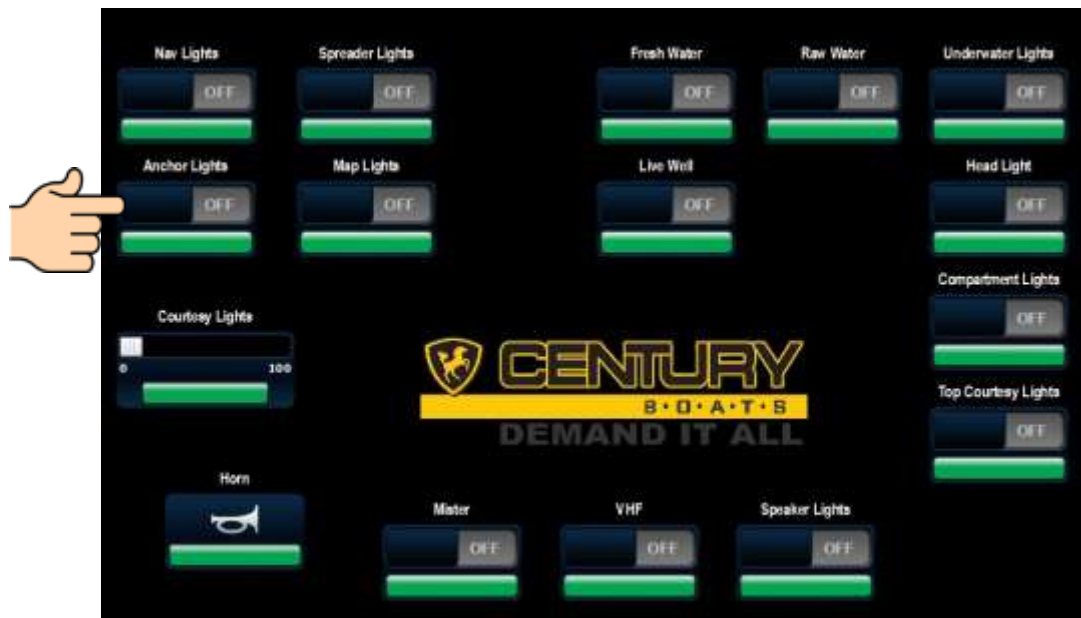 Nav Lights
Spreader Lights
Fresh Water
Raw Water
Underwater Lights
OFF
OFF
OFF
OFF
OFF
Anchor Lights
Map Lights
Live Well
Head Light
OFF
OFF
OFF
OFF
Compartment Lights
OFF
Courtesy Lights
0 100
CENTURY
B•O•A•T•S
DEMAND IT ALL
Top Courtesy Lights
OFF
Horn
Mister
VHF
Speaker Lights
OFF
OFF
OFF